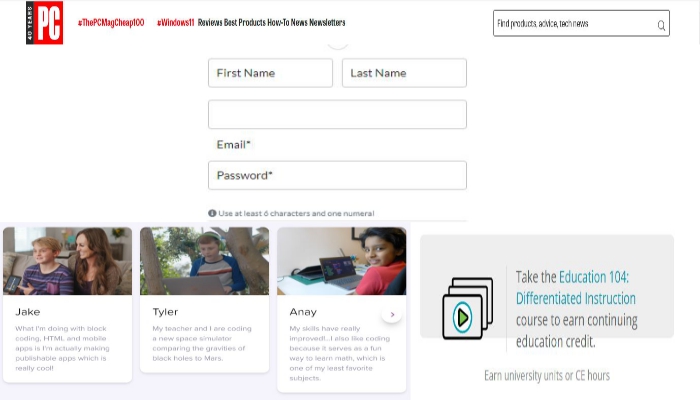 40 YEARS
PC
#ThePCMagCheap100 #Windows11 Reviews Best Products How-To News Newsletters
Find products, advice, tech news
First Name
Last Name
Email*
Password*
Use at least 6 characters and one numeral
Jake
What I'm doing with block
coding, HTML and mobile
apps is I'm actually making
publishable apps which is
really cool!
Tyler
My teacher and I are coding
a new space simulator
comparing the gravities of
black holes to Mars.
Anay
My skills have really
improved!...I also like coding
because it serves as a fun
way to learn math, which is
one of my least favorite
subjects.
Take the Education 104:
Differentiated Instruction
course to earn continuing
education credit.
Earn university units or CE hours